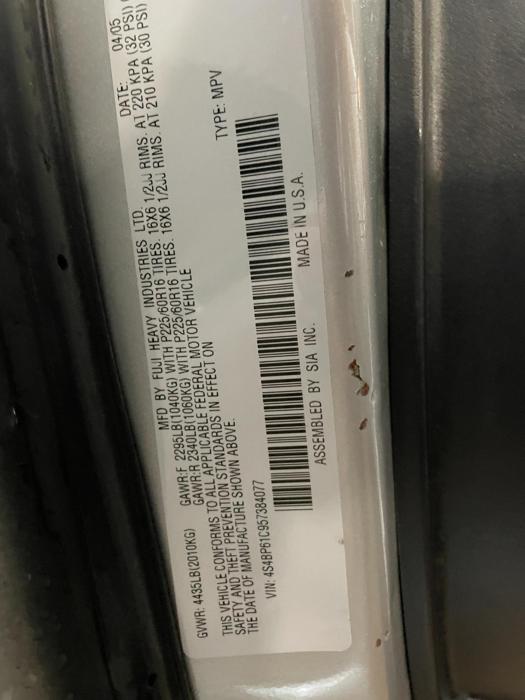 MFD BY FUJI HEAVY INDUSTRIES LTD. DATE: 04/05
GVWR: 4435LB(2010KG) GAWR:F 2295LB(1040KG) WITH P225/60R16 TIRES. 16X6 1/2JJ RIMS. AT 220 KPA (32 PSI)
GAWR:R 2340LB(1060KG) WITH P225/60R16 TIRES. 16X6 1/2JJ RIMS. AT 210 KPA (30 PSI)
THIS VEHICLE CONFORMS TO ALL APPLICABLE FEDERAL MOTOR VEHICLE
SAFETY AND THEFT PREVENTION STANDARDS IN EFFECT ON
THE DATE OF MANUFACTURE SHOWN ABOVE.
VIN: 4S4BP61C957384077 TYPE: MPV
ASSEMBLED BY SIA INC. MADE IN U.S.A.